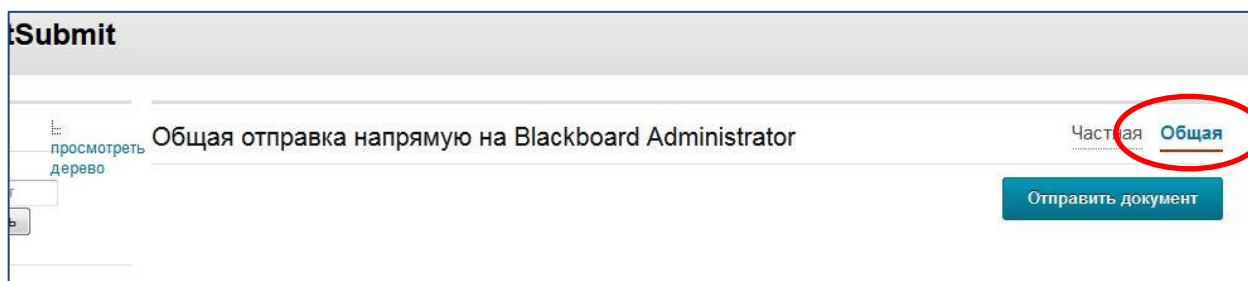 tSubmit
просмотреть
дерево
Общая отправка напрямую на Blackboard Administrator
Частная Общая
Отправить документ